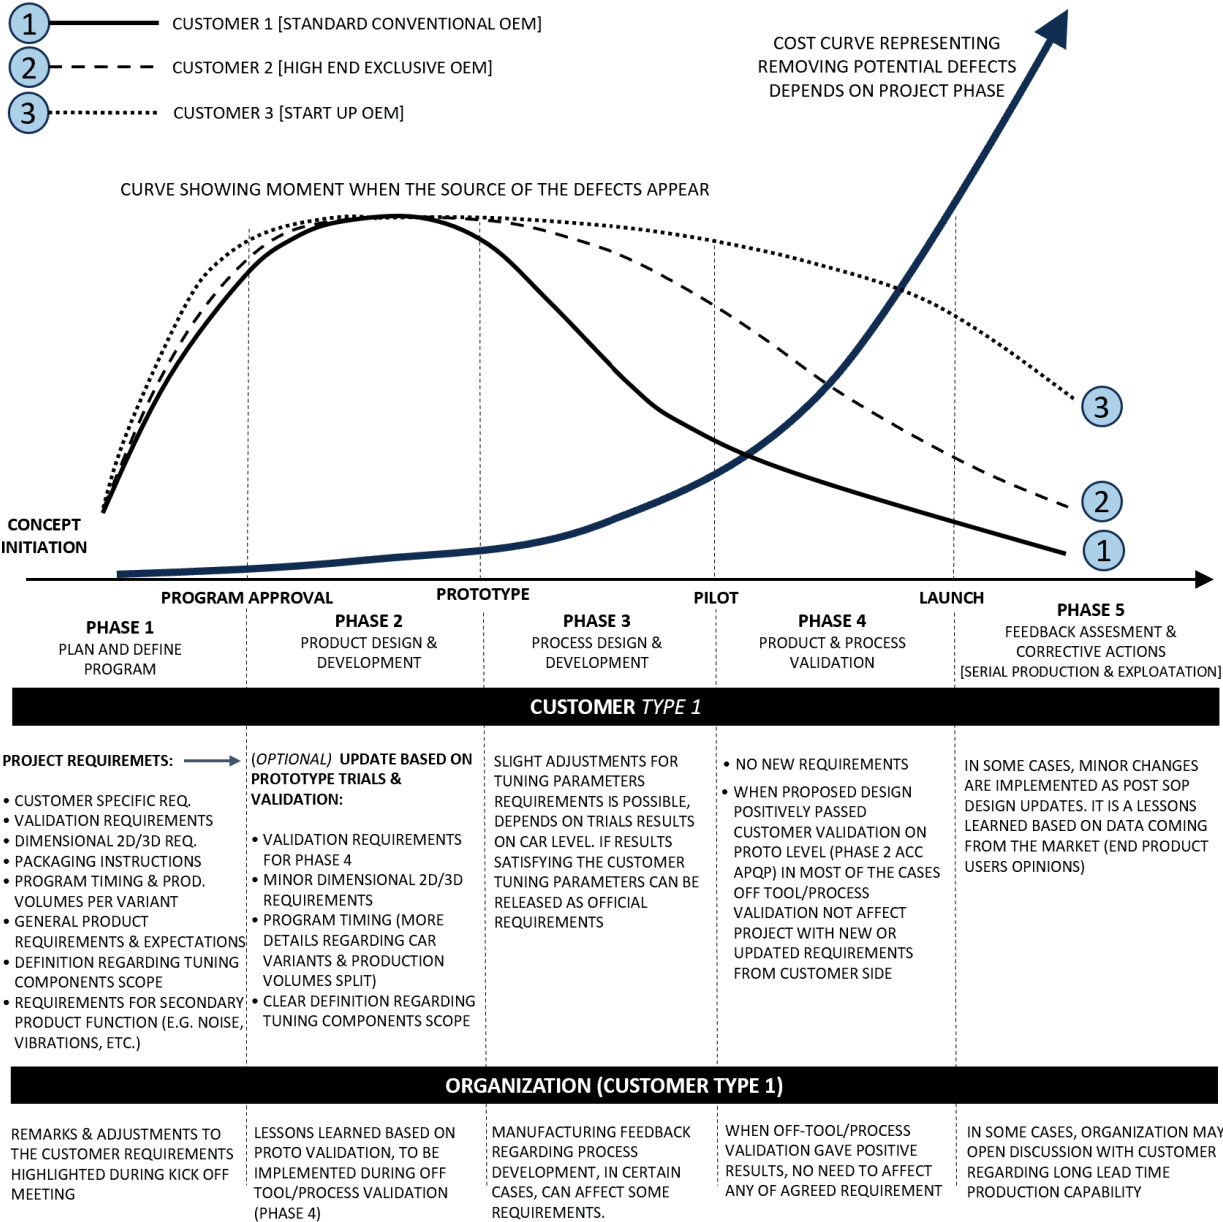 1 CUSTOMER 1 [STANDARD CONVENTIONAL OEM]
2 CUSTOMER 2 [HIGH END EXCLUSIVE OEM]
3 CUSTOMER 3 [START UP OEM]
COST CURVE REPRESENTING
REMOVING POTENTIAL DEFECTS
DEPENDS ON PROJECT PHASE
CURVE SHOWING MOMENT WHEN THE SOURCE OF THE DEFECTS APPEAR
3
2
1
CONCEPT
INITIATION
PROGRAM APPROVAL
PROTOTYPE
PILOT
LAUNCH
PHASE 1
PLAN AND DEFINE
PROGRAM
PHASE 2
PRODUCT DESIGN &
DEVELOPMENT
PHASE 3
PROCESS DESIGN &
DEVELOPMENT
PHASE 4
PRODUCT & PROCESS
VALIDATION
PHASE 5
FEEDBACK ASSESMENT &
CORRECTIVE ACTIONS
[SERIAL PRODUCTION & EXPLOATATION]
CUSTOMER TYPE 1
PROJECT REQUIREMETS:
• CUSTOMER SPECIFIC REQ.
• VALIDATION REQUIREMENTS
• DIMENSIONAL 2D/3D REQ.
• PACKAGING INSTRUCTIONS
• PROGRAM TIMING & PROD.
VOLUMES PER VARIANT
• GENERAL PRODUCT
REQUIREMENTS & EXPECTATIONS
• DEFINITION REGARDING TUNING
COMPONENTS SCOPE
• REQUIREMENTS FOR SECONDARY
PRODUCT FUNCTION (E.G. NOISE,
VIBRATIONS, ETC.)
(OPTIONAL) UPDATE BASED ON
PROTOTYPE TRIALS &
VALIDATION:
• VALIDATION REQUIREMENTS
FOR PHASE 4
• MINOR DIMENSIONAL 2D/3D
REQUIREMENTS
• PROGRAM TIMING (MORE
DETAILS REGARDING CAR
VARIANTS & PRODUCTION
VOLUMES SPLIT)
• CLEAR DEFINITION REGARDING
TUNING COMPONENTS SCOPE
SLIGHT ADJUSTMENTS FOR
TUNING PARAMETERS
REQUIREMENTS IS POSSIBLE,
DEPENDS ON TRIALS RESULTS
ON CAR LEVEL. IF RESULTS
SATISFYING THE CUSTOMER
TUNING PARAMETERS CAN BE
RELEASED AS OFFICIAL
REQUIREMENTS
• NO NEW REQUIREMENTS
• WHEN PROPOSED DESIGN
POSITIVELY PASSED
CUSTOMER VALIDATION ON
PROTO LEVEL (PHASE 2 ACC
APQP) IN MOST OF THE CASES
OFF TOOL/PROCESS
VALIDATION NOT AFFECT
PROJECT WITH NEW OR
UPDATED REQUIREMENTS
FROM CUSTOMER SIDE
IN SOME CASES, MINOR CHANGES
ARE IMPLEMENTED AS POST SOP
DESIGN UPDATES. IT IS A LESSONS
LEARNED BASED ON DATA COMING
FROM THE MARKET (END PRODUCT
USERS OPINIONS)
ORGANIZATION (CUSTOMER TYPE 1)
REMARKS & ADJUSTMENTS TO
THE CUSTOMER REQUIREMENTS
HIGHLIGHTED DURING KICK OFF
MEETING
LESSONS LEARNED BASED ON
PROTO VALIDATION, TO BE
IMPLEMENTED DURING OFF
TOOL/PROCESS VALIDATION
(PHASE 4)
MANUFACTURING FEEDBACK
REGARDING PROCESS
DEVELOPMENT, IN CERTAIN
CASES, CAN AFFECT SOME
REQUIREMENTS.
WHEN OFF-TOOL/PROCESS
VALIDATION GAVE POSITIVE
RESULTS, NO NEED TO AFFECT
ANY OF AGREED REQUIREMENT
IN SOME CASES, ORGANIZATION MAY
OPEN DISCUSSION WITH CUSTOMER
REGARDING LONG LEAD TIME
PRODUCTION CAPABILITY